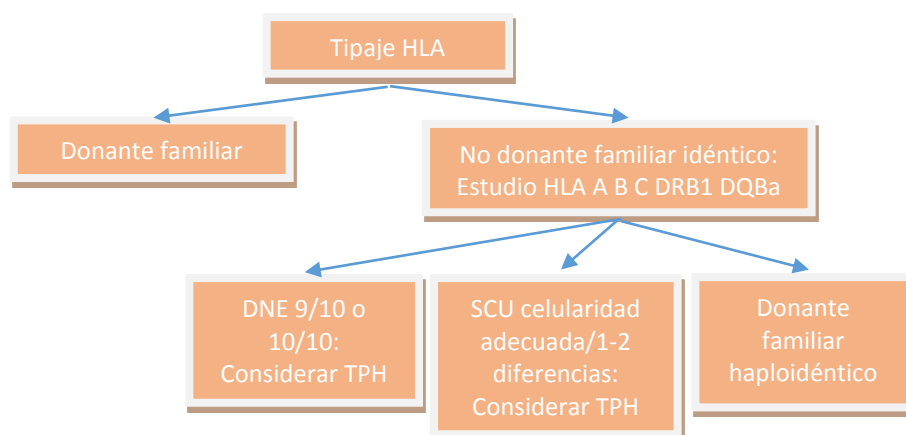 Tipaje HLA
Donante familiar
No donante familiar idéntico:
Estudio HLA A B C DRB1 DQBa
DNE 9/10 o
10/10:
Considerar TPH
SCU celularidad
adecuada/1-2
diferencias:
Considerar TPH
Donante
familiar
haploidéntico